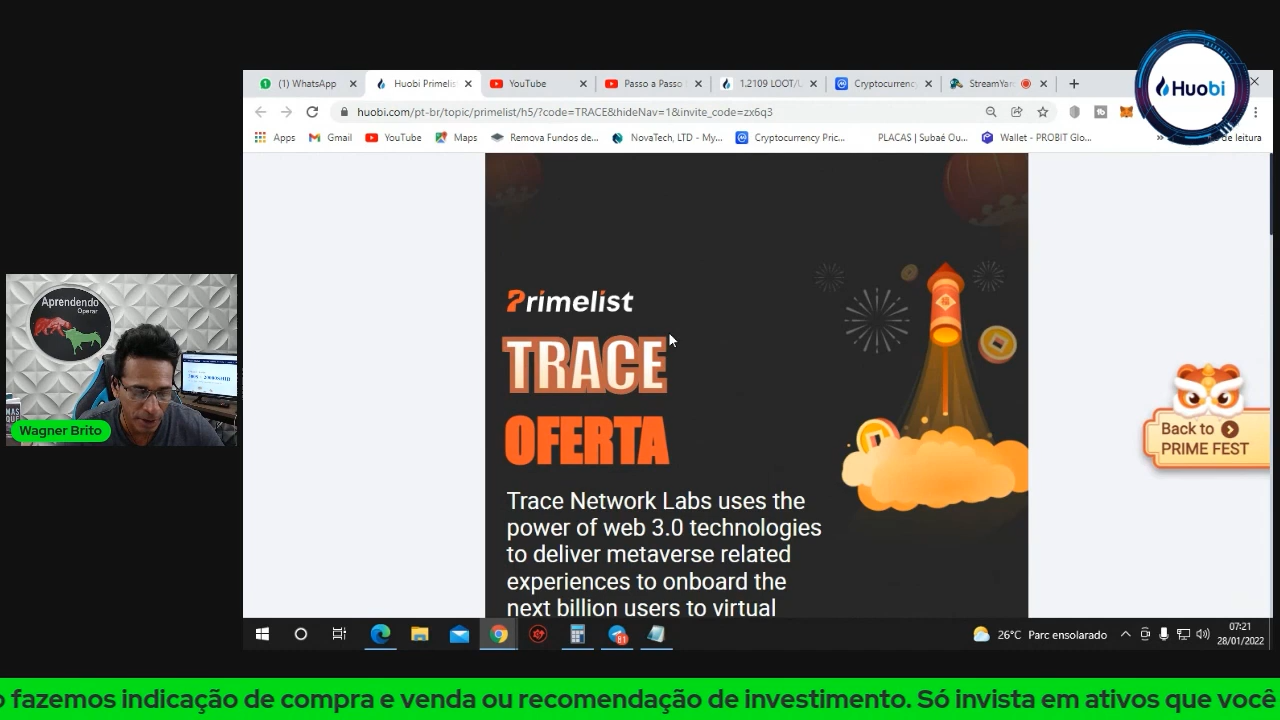 (1) WhatsApp
Huobi Primelis
YouTube
Passo a Passo
1.2109 LOOT/U
Cryptocurrenc
StreamYar
Huobi
huobi.com/pt-br/topic/primelist/h5/?code=TRACE&hideNav=1&invite_code=zx6q3
Apps
Gmail
YouTube
Maps
Remova Fundos de...
NovaTech, LTD - My...
Cryptocurrency Pric...
PLACAS | Subaé Ou...
Wallet - PROBIT Glo...
»
de leitura
Primelist
TRACE
OFERTA
Trace Network Labs uses the
power of web 3.0 technologies
to deliver metaverse related
experiences to onboard the
next billion users to virtual
Back to
PRIME FEST
Aprendendo
Operar
Wagner Brito
26°C Parc ensolarado
07:21
28/01/2022
o fazemos indicação de compra e venda ou recomendação de investimento. Só invista em ativos que você